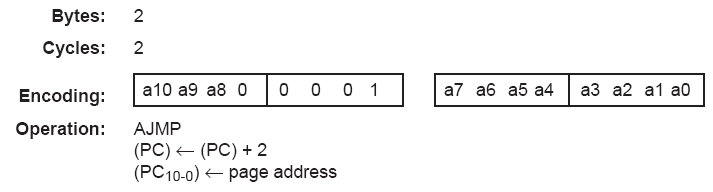 Bytes: 2
Cycles: 2
Encoding: a10 a9 a8 0 0 0 0 1 a7 a6 a5 a4 a3 a2 a1 a0
Operation: AJMP
(PC) ← (PC) + 2
(PC10-0) ← page address